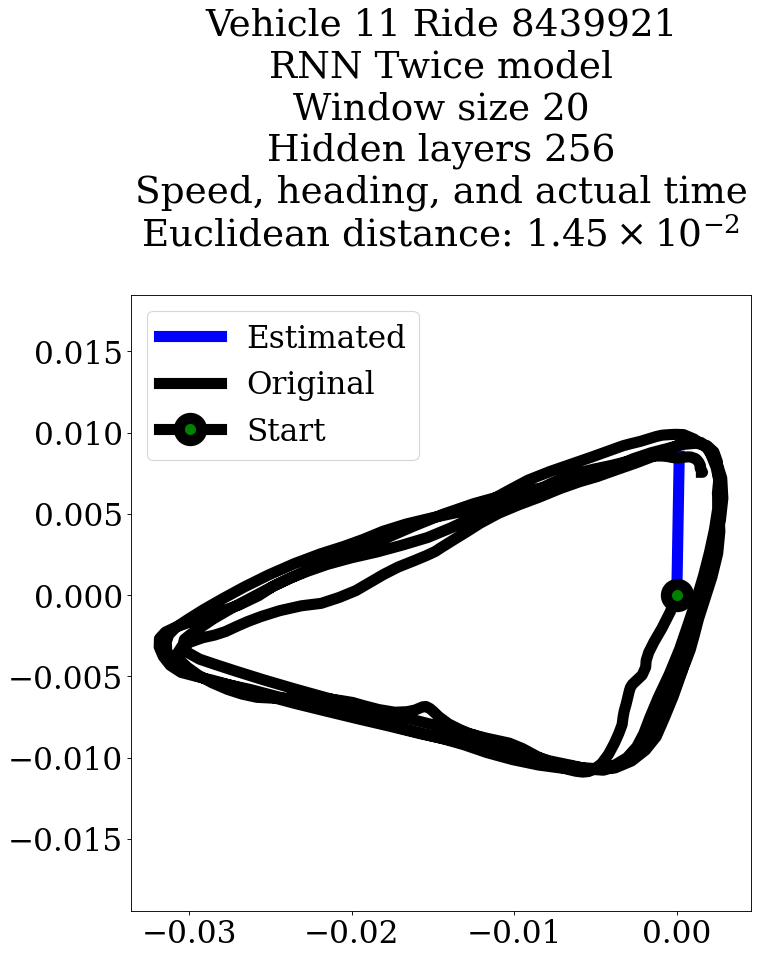 Vehicle 11 Ride 8439921
RNN Twice model
Window size 20
Hidden layers 256
Speed, heading, and actual time
Euclidean distance: 1.45 × 10⁻²
Estimated
Original
Start
0.015
0.010
0.005
0.000
−0.005
−0.010
−0.015
−0.03 −0.02 −0.01 0.00